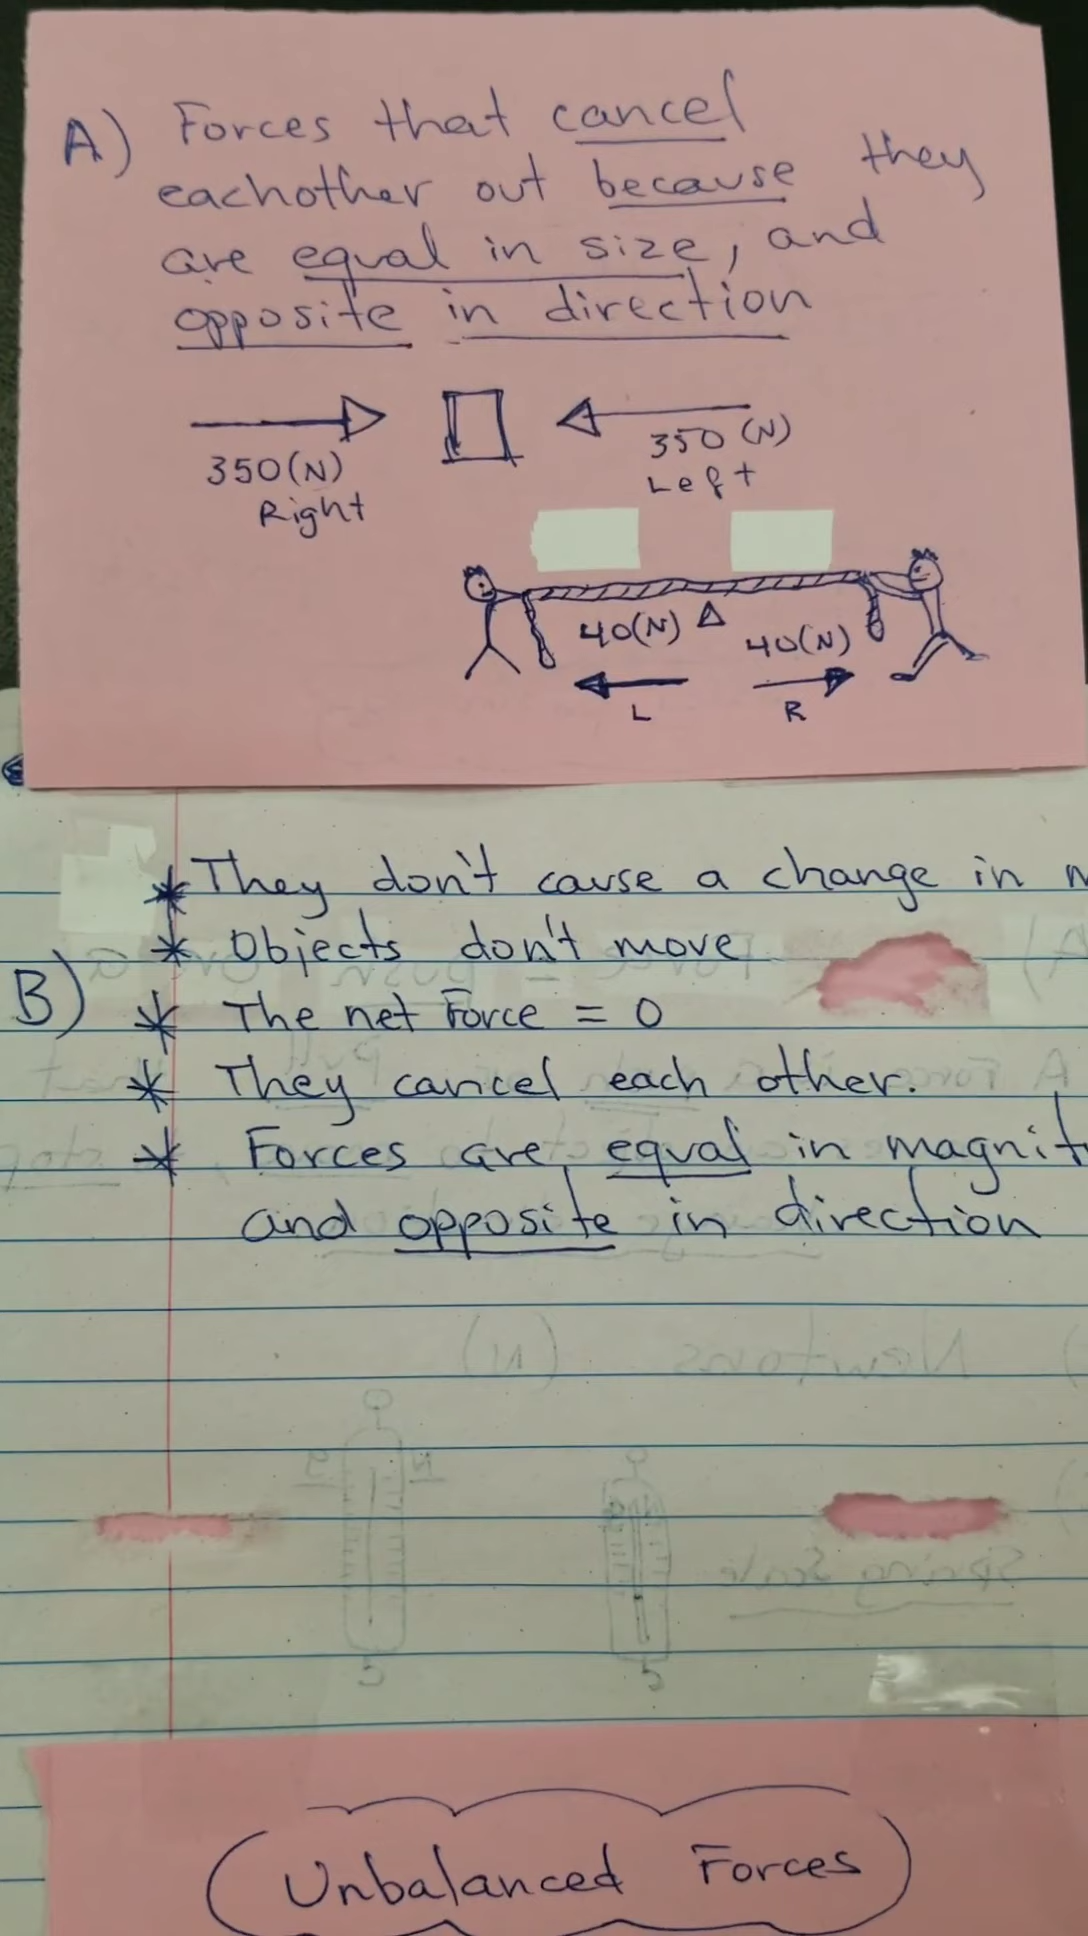 A) Forces that cancel
eachother out because they
are equal in size, and
opposite in direction
350(N)
Right
350 (N)
Left
40(N)
40(N)
L
R
* They don't cause a change in
* Objects don't move
B) * The net Force = 0
* They cancel each other.
* Forces are equal in magnit
and opposite in direction
Unbalanced Forces